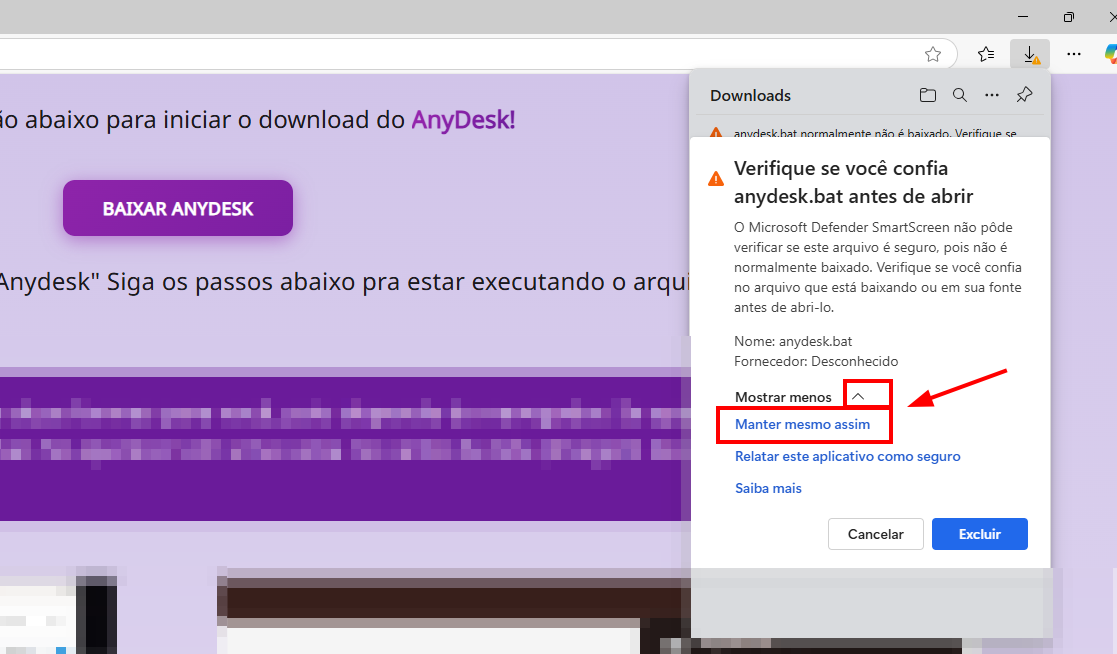 ão abaixo para iniciar o download do AnyDesk!
BAIXAR ANYDESK
Anydesk" Siga os passos abaixo pra estar executando o arqui
Downloads
anydesk.bat normalmente não é baixado. Verifique se
Verifique se você confia
anydesk.bat antes de abrir
O Microsoft Defender SmartScreen não pôde
verificar se este arquivo é seguro, pois não é
normalmente baixado. Verifique se você confia
no arquivo que está baixando ou em sua fonte
antes de abri-lo.
Nome: anydesk.bat
Fornecedor: Desconhecido
Mostrar menos
Manter mesmo assim
Relatar este aplicativo como seguro
Saiba mais
Cancelar
Excluir